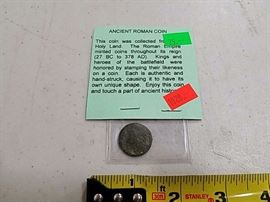 ANCIENT ROMAN COIN
This coin was collected
Holy Land. The Roman Empire
minted coins throughout its reign
(27 BC to 378 AD). Kings and
heroes of the battlefield were
honored by stamping their likeness
on a coin. Each is authentic and
hand-struck, causing it to have its
own unique shape. Enjoy this coin
and touch a part of ancient
1
ft
2
3
4
STANLEY